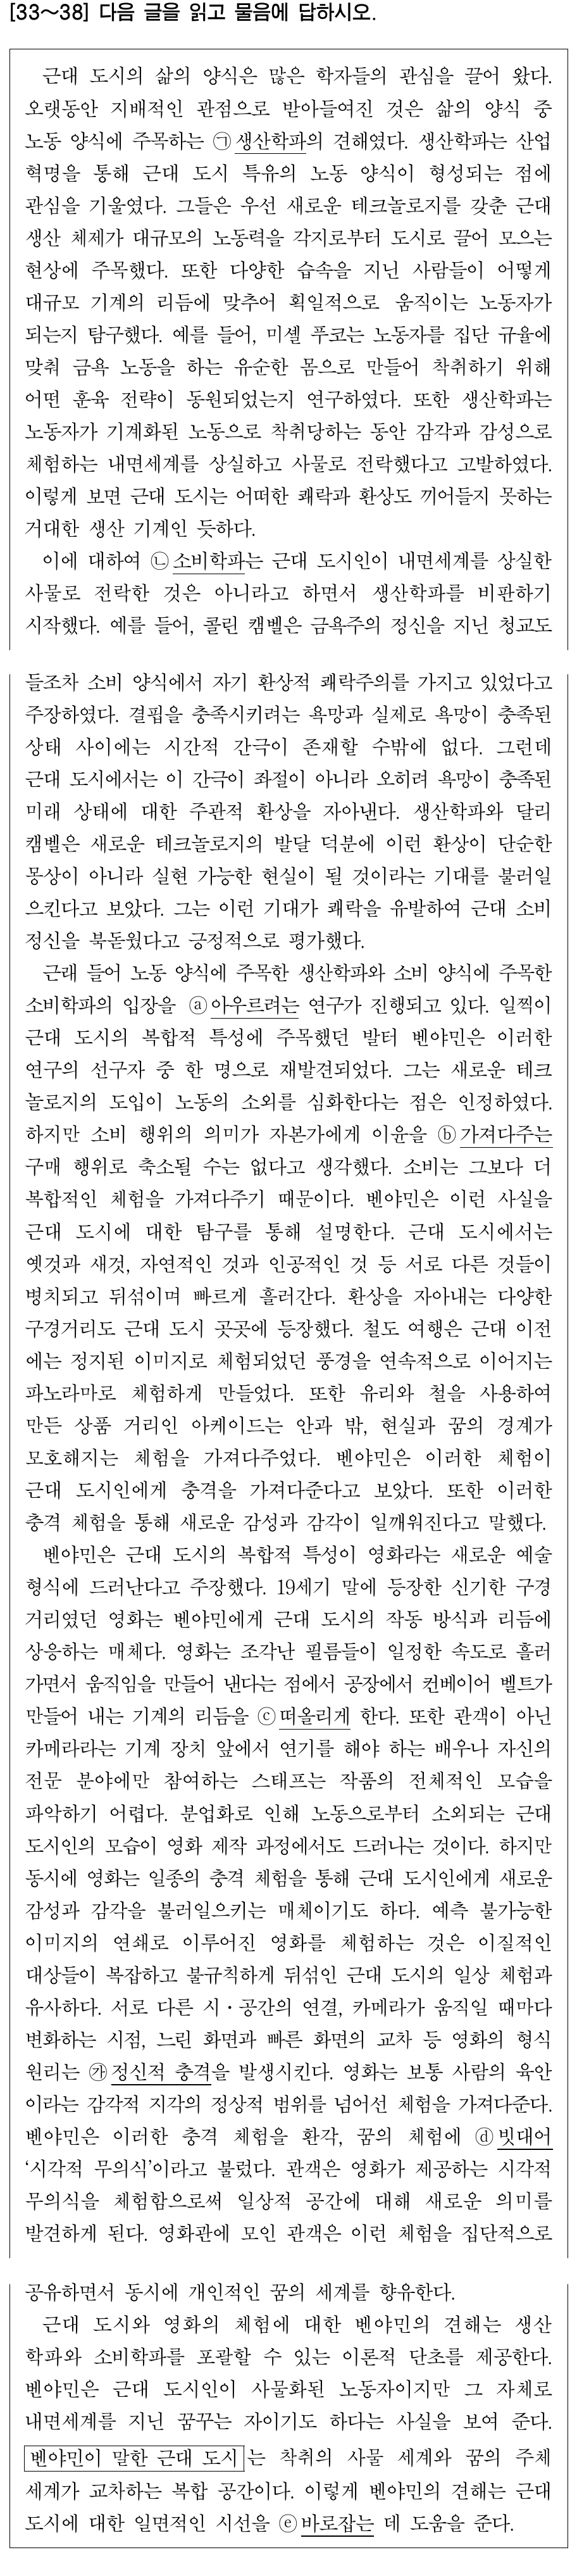 [33～38] 다음 글을 읽고 물음에 답하시오.
근대 도시의 삶의 양식은 많은 학자들의 관심을 끌어 왔다.
오랫동안 지배적인 관점으로 받아들여진 것은 삶의 양식 중
노동 양식에 주목하는 ㉠생산학파의 견해였다. 생산학파는 산업
혁명을 통해 근대 도시 특유의 노동 양식이 형성되는 점에
관심을 기울였다. 그들은 우선 새로운 테크놀로지를 갖춘 근대
생산 체제가 대규모의 노동력을 각지로부터 도시로 끌어 모으는
현상에 주목했다. 또한 다양한 습속을 지닌 사람들이 어떻게
대규모 기계의 리듬에 맞추어 획일적으로 움직이는 노동자가
되는지 탐구했다. 예를 들어, 미셸 푸코는 노동자를 집단 규율에
맞춰 금욕 노동을 하는 유순한 몸으로 만들어 착취하기 위해
어떤 훈육 전략이 동원되었는지 연구하였다. 또한 생산학파는
노동자가 기계화된 노동으로 착취당하는 동안 감각과 감성으로
체험하는 내면세계를 상실하고 사물로 전락했다고 고발하였다.
이렇게 보면 근대 도시는 어떠한 쾌락과 환상도 끼어들지 못하는
거대한 생산 기계인 듯하다.
이에 대하여 ㉡소비학파는 근대 도시인이 내면세계를 상실한
사물로 전락한 것은 아니라고 하면서 생산학파를 비판하기
시작했다. 예를 들어, 콜린 캠벨은 금욕주의 정신을 지닌 청교도
들조차 소비 양식에서 자기 환상적 쾌락주의를 가지고 있었다고
주장하였다. 결핍을 충족시키려는 욕망과 실제로 욕망이 충족된
상태 사이에는 시간적 간극이 존재할 수밖에 없다. 그런데
근대 도시에서는 이 간극이 좌절이 아니라 오히려 욕망이 충족된
미래 상태에 대한 주관적 환상을 자아낸다. 생산학파와 달리
캠벨은 새로운 테크놀로지의 발달 덕분에 이런 환상이 단순한
몽상이 아니라 실현 가능한 현실이 될 것이라는 기대를 불러일
으킨다고 보았다. 그는 이런 기대가 쾌락을 유발하여 근대 소비
정신을 북돋웠다고 긍정적으로 평가했다.
근래 들어 노동 양식에 주목한 생산학파와 소비 양식에 주목한
소비학파의 입장을 ⓐ아우르려는 연구가 진행되고 있다. 일찍이
근대 도시의 복합적 특성에 주목했던 발터 벤야민은 이러한
연구의 선구자 중 한 명으로 재발견되었다. 그는 새로운 테크
놀로지의 도입이 노동의 소외를 심화한다는 점은 인정하였다.
하지만 소비 행위의 의미가 자본가에게 이윤을 ⓑ가져다주는
구매 행위로 축소될 수는 없다고 생각했다. 소비는 그보다 더
복합적인 체험을 가져다주기 때문이다. 벤야민은 이런 사실을
근대 도시에 대한 탐구를 통해 설명한다. 근대 도시에서는
옛것과 새것, 자연적인 것과 인공적인 것 등 서로 다른 것들이
병치되고 뒤섞이며 빠르게 흘러간다. 환상을 자아내는 다양한
구경거리도 근대 도시 곳곳에 등장했다. 철도 여행은 근대 이전
에는 정지된 이미지로 체험되었던 풍경을 연속적으로 이어지는
파노라마로 체험하게 만들었다. 또한 유리와 철을 사용하여
만든 상품 거리인 아케이드는 안과 밖, 현실과 꿈의 경계가
모호해지는 체험을 가져다주었다. 벤야민은 이러한 체험이
근대 도시인에게 충격을 가져다준다고 보았다. 또한 이러한
충격 체험을 통해 새로운 감성과 감각이 일깨워진다고 말했다.
벤야민은 근대 도시의 복합적 특성이 영화라는 새로운 예술
형식에 드러난다고 주장했다. 19세기 말에 등장한 신기한 구경
거리였던 영화는 벤야민에게 근대 도시의 작동 방식과 리듬에
상응하는 매체다. 영화는 조각난 필름들이 일정한 속도로 흘러
가면서 움직임을 만들어 낸다는 점에서 공장에서 컨베이어 벨트가
만들어 내는 기계의 리듬을 ⓒ떠올리게 한다. 또한 관객이 아닌
카메라라는 기계 장치 앞에서 연기를 해야 하는 배우나 자신의
전문 분야에만 참여하는 스태프는 작품의 전체적인 모습을
파악하기 어렵다. 분업화로 인해 노동으로부터 소외되는 근대
도시인의 모습이 영화 제작 과정에서도 드러나는 것이다. 하지만
동시에 영화는 일종의 충격 체험을 통해 근대 도시인에게 새로운
감성과 감각을 불러일으키는 매체이기도 하다. 예측 불가능한
이미지의 연쇄로 이루어진 영화를 체험하는 것은 이질적인
대상들이 복잡하고 불규칙하게 뒤섞인 근대 도시의 일상 체험과
유사하다. 서로 다른 시·공간의 연결, 카메라가 움직일 때마다
변화하는 시점, 느린 화면과 빠른 화면의 교차 등 영화의 형식
원리는 ㉮정신적 충격을 발생시킨다. 영화는 보통 사람의 육안
이라는 감각적 지각의 정상적 범위를 넘어선 체험을 가져다준다.
벤야민은 이러한 충격 체험을 환각, 꿈의 체험에 ⓓ빗대어
‘시각적 무의식’이라고 불렀다. 관객은 영화가 제공하는 시각적
무의식을 체험함으로써 일상적 공간에 대해 새로운 의미를
발견하게 된다. 영화관에 모인 관객은 이런 체험을 집단적으로
공유하면서 동시에 개인적인 꿈의 세계를 향유한다.
근대 도시와 영화의 체험에 대한 벤야민의 견해는 생산
학파와 소비학파를 포괄할 수 있는 이론적 단초를 제공한다.
벤야민은 근대 도시인이 사물화된 노동자이지만 그 자체로
내면세계를 지닌 꿈꾸는 자이기도 하다는 사실을 보여 준다.
벤야민이 말한 근대 도시는 착취의 사물 세계와 꿈의 주체
세계가 교차하는 복합 공간이다. 이렇게 벤야민의 견해는 근대
도시에 대한 일면적인 시선을 ⓔ바로잡는 데 도움을 준다.